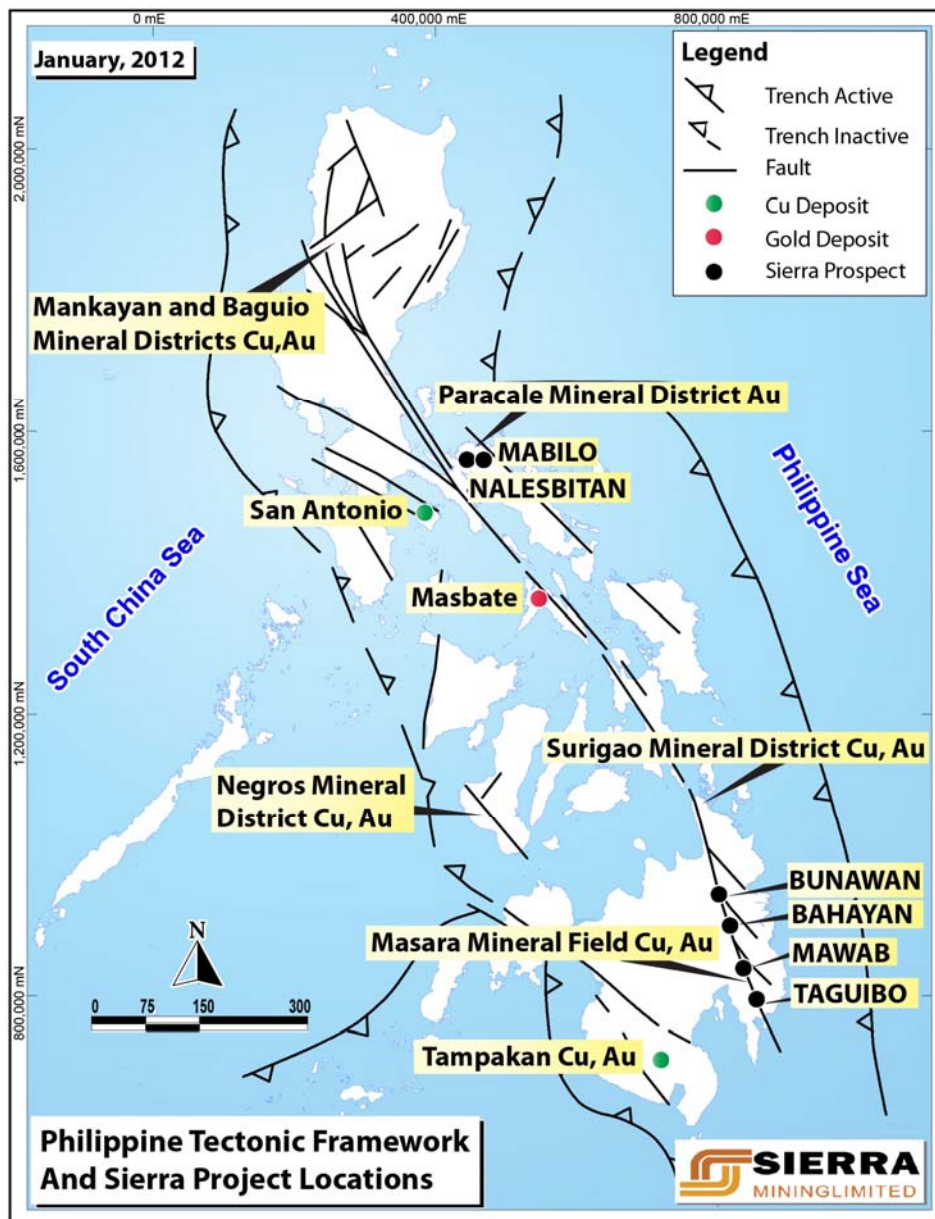 0 mE
400,000 mE
800,000 mE
January, 2012
Legend
Trench Active
Trench Inactive
Fault
Cu Deposit
Gold Deposit
Sierra Prospect
2,000,000 mN
Mankayan and Baguio
Mineral Districts Cu,Au
Paracale Mineral District Au
1,600,000 mN
MABILO
NALESBITAN
San Antonio
Philippine Sea
South China Sea
Masbate
1,200,000 mN
Surigao Mineral District Cu, Au
Negros Mineral
District Cu, Au
BUNAWAN
BAHAYAN
Masara Mineral Field Cu, Au
MAWAB
TAGUIBO
N
800,000 mN
0 75 150 300
Tampakan Cu, Au
Philippine Tectonic Framework
And Sierra Project Locations
SIERRA
MININGLIMITED